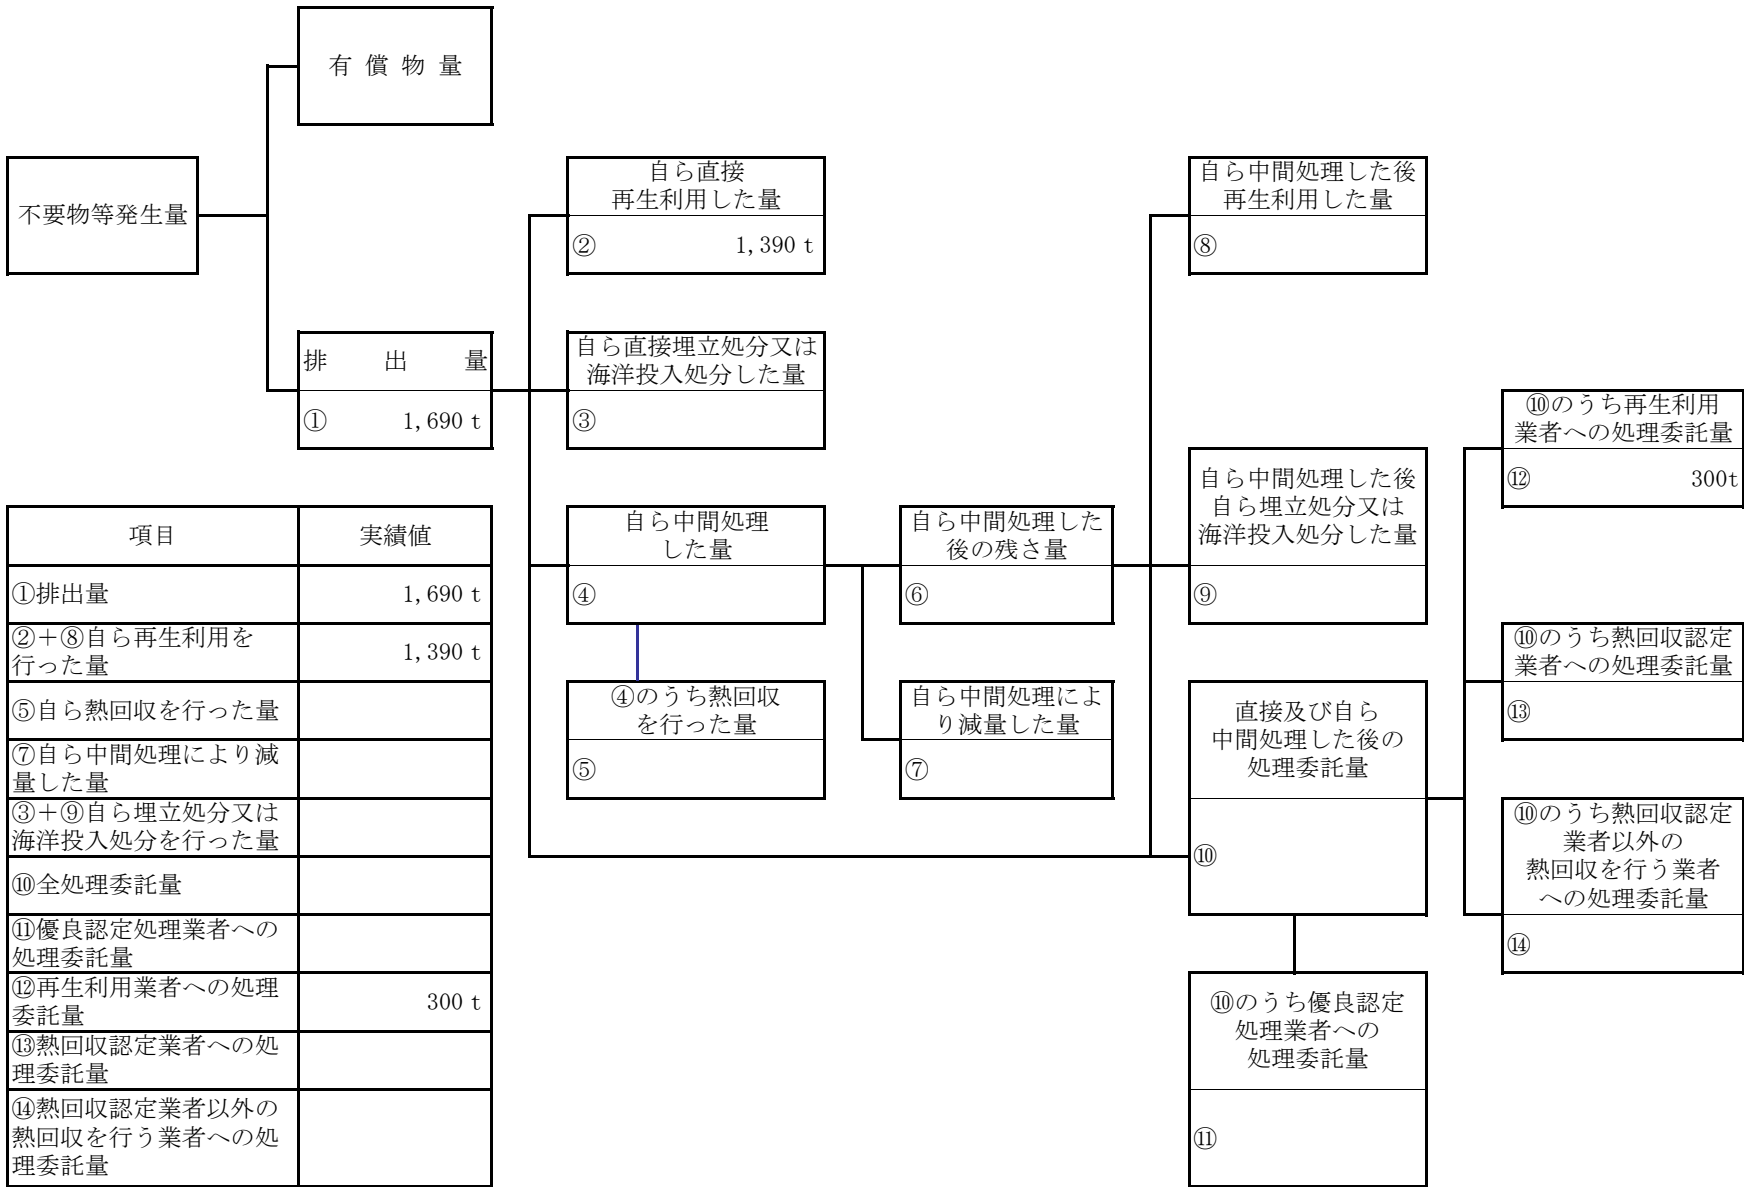 有償物量
不要物等発生量
自ら直接
再生利用した量
② 1,390 t
自ら中間処理した後
再生利用した量
⑧
排出量
① 1,690 t
自ら直接埋立処分又は
海洋投入処分した量
③
⑩のうち再生利用
業者への処理委託量
⑫ 300t
自ら中間処理
した量
④
自ら中間処理した
後の残さ量
⑥
自ら中間処理した後
自ら埋立処分又は
海洋投入処分した量
⑨
⑩のうち熱回収認定
業者への処理委託量
⑬
④のうち熱回収
を行った量
⑤
自ら中間処理によ
り減量した量
⑦
直接及び自ら
中間処理した後の
処理委託量
⑩
⑩のうち熱回収認定
業者以外の
熱回収を行う業者
への処理委託量
⑭
⑩のうち優良認定
処理業者への
処理委託量
⑪
項目 実績値
①排出量 1,690 t
②＋⑧自ら再生利用を
行った量 1,390 t
⑤自ら熱回収を行った量
⑦自ら中間処理により減
量した量
③＋⑨自ら埋立処分又は
海洋投入処分を行った量
⑩全処理委託量
⑪優良認定処理業者への
処理委託量
⑫再生利用業者への処理
委託量 300 t
⑬熱回収認定業者への処
理委託量
⑭熱回収認定業者以外の
熱回収を行う業者への処
理委託量